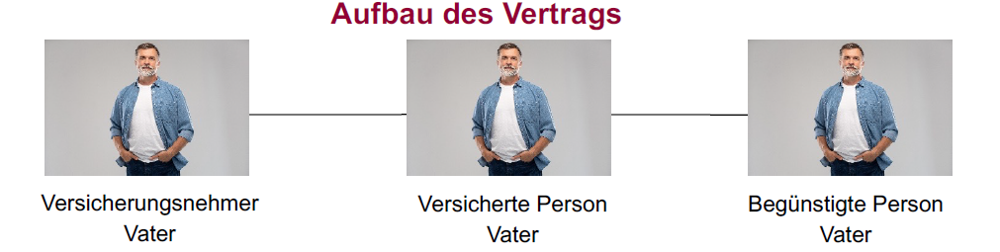 Aufbau des Vertrags
Versicherungsnehmer
Vater
Versicherte Person
Vater
Begünstigte Person
Vater